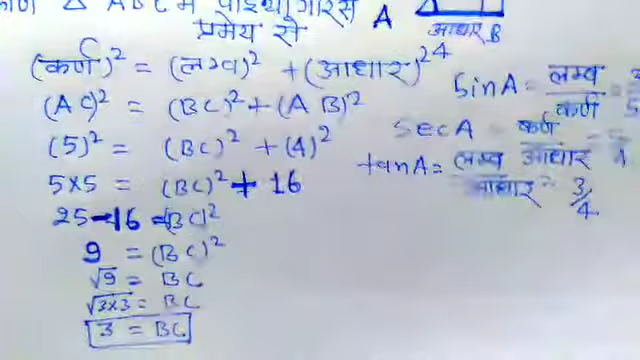 Δ ABC में पाइथागोरस
प्रमेय से
A
आधार B
(कर्ण)² = (लम्ब)² + (आधार)²
4
(AC)² = (BC)² + (AB)²
(5)² = (BC)² + (4)²
5×5 = (BC)² + 16
25-16 = (BC)²
9 = (BC)²
√9 = BC
√3×3 = BC
3 = BC
SinA = लम्ब/कर्ण =
SecA = कर्ण/आधार =
tanA = लम्ब/आधार = 3/4